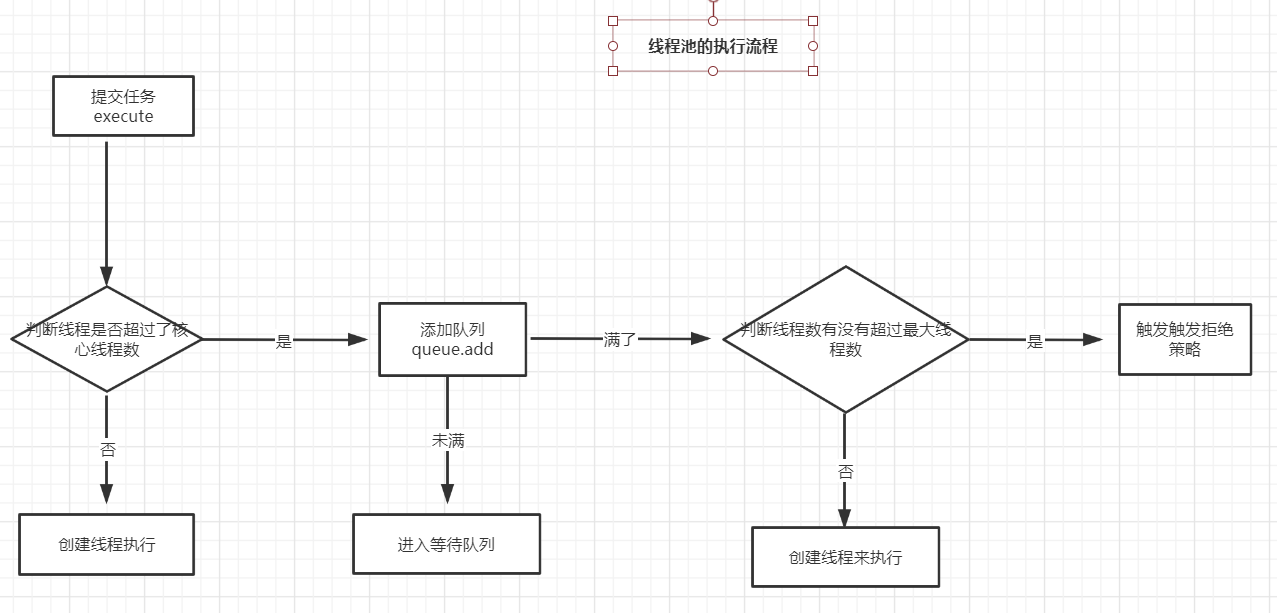 线程池的执行流程
提交任务
execute
判断线程是否超过了核
心线程数
是
添加队列
queue.add
满了
判断线程数有没有超过最大线
程数
是
触发触发拒绝
策略
否
未满
否
创建线程执行
进入等待队列
创建线程来执行